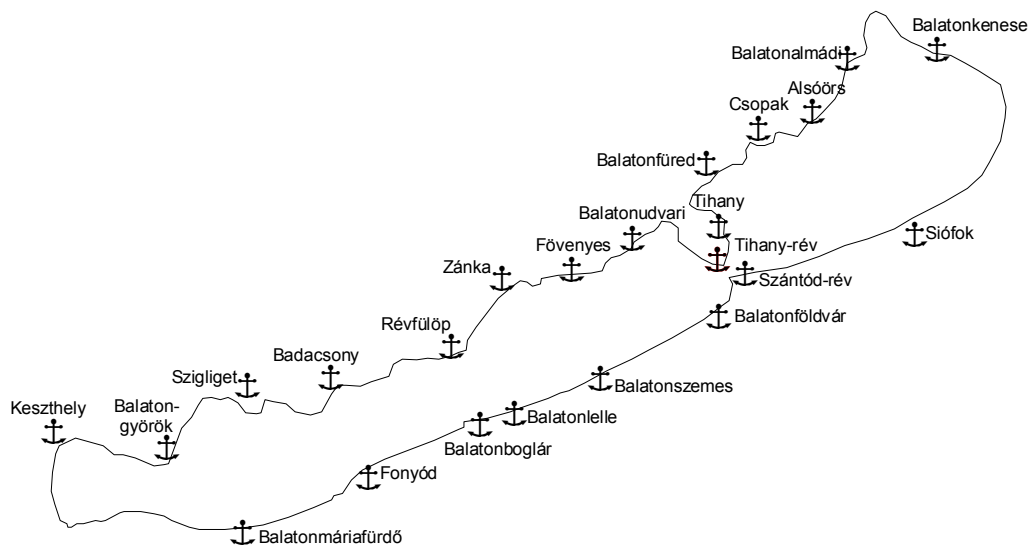 Balatonkenese
Balatonalmádi
Alsóörs
Csopak
Balatonfüred
Tihany
Balatonudvari
Siófok
Fövenyes
Tihany-rév
Zánka
Szántód-rév
Révfülöp
Balatonföldvár
Badacsony
Szigliget
Balatonszemes
Keszthely
Balaton-
györök
Balatonlelle
Balatonboglár
Fonyód
Balatonmáriafürdő